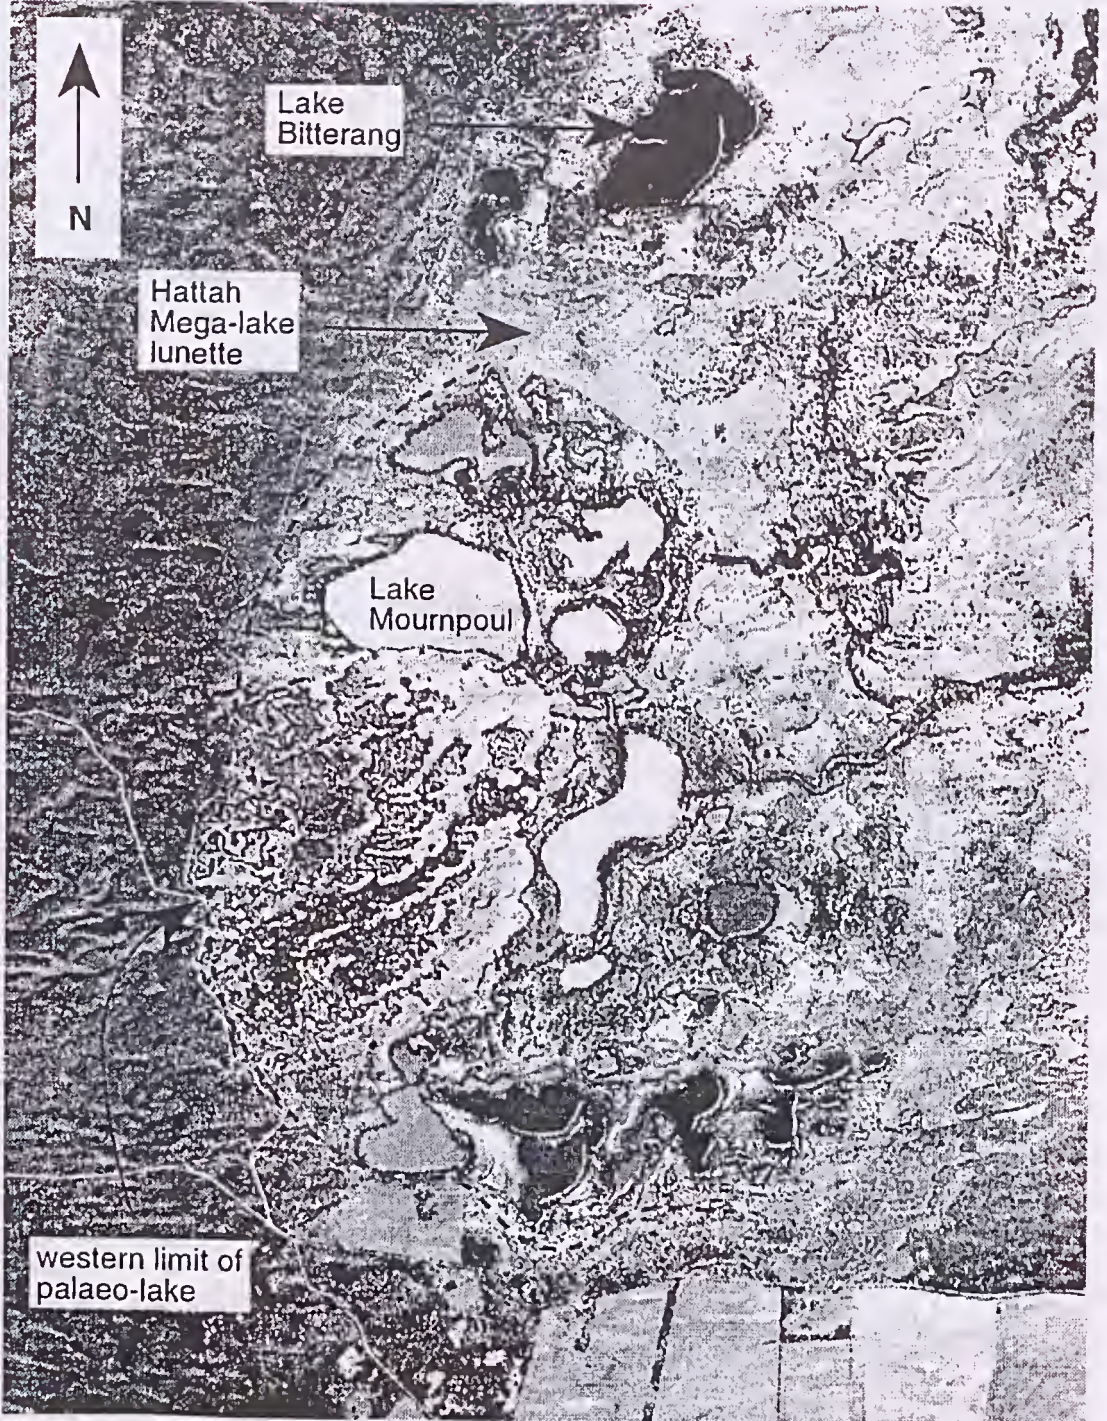 N
Lake
Bitterang
Hattah
Mega-lake
lunette
Lake
Mournpoul
western limit of
palaeo-lake